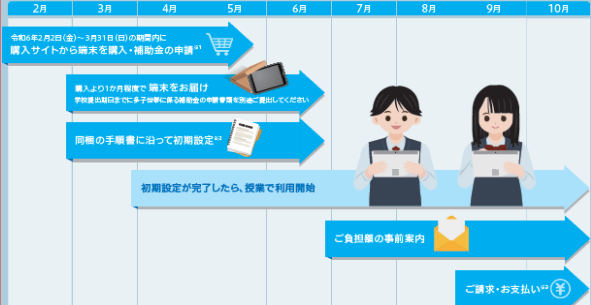 2月 3月 4月 5月 6月 7月 8月 9月 10月
令和6年2月2日(金)～3月31日(日)の期間内に
購入サイトから端末を購入・補助金の申請※1
購入より1か月程度で 端末をお届け
学校提出期日までに多子世帯に係る補助金の申請書類を別途ご提出してください
同梱の手順書に沿って初期設定※2
初期設定が完了したら、授業で利用開始
ご負担額の事前案内
ご請求・お支払い※3